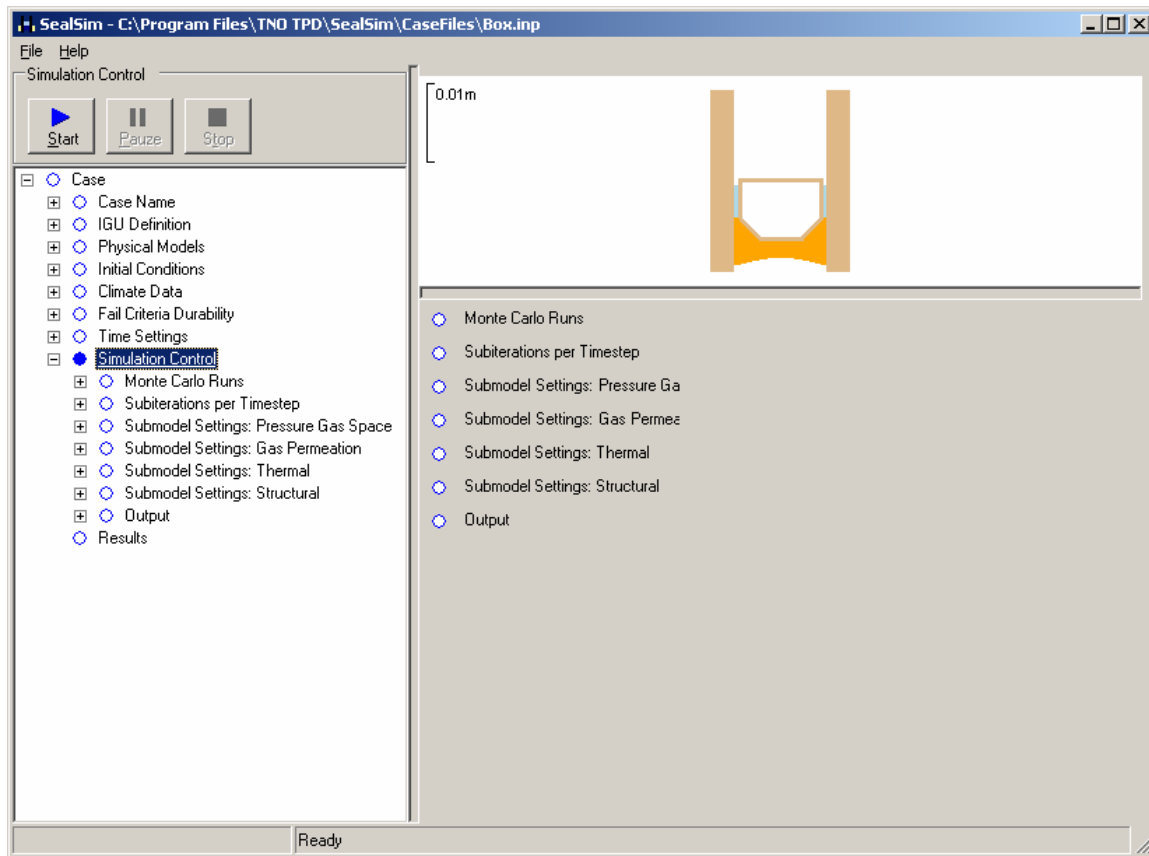 SealSim - C:\Program Files\TNO TPD\SealSim\CaseFiles\Box.inp
File Help
Simulation Control
Start Pauze Stop
Case
Case Name
IGU Definition
Physical Models
Initial Conditions
Climate Data
Fail Criteria Durability
Time Settings
Simulation Control
Monte Carlo Runs
Subiterations per Timestep
Submodel Settings: Pressure Gas Space
Submodel Settings: Gas Permeation
Submodel Settings: Thermal
Submodel Settings: Structural
Output
Results
0.01m
Monte Carlo Runs
Subiterations per Timestep
Submodel Settings: Pressure Ga
Submodel Settings: Gas Permea
Submodel Settings: Thermal
Submodel Settings: Structural
Output
Ready